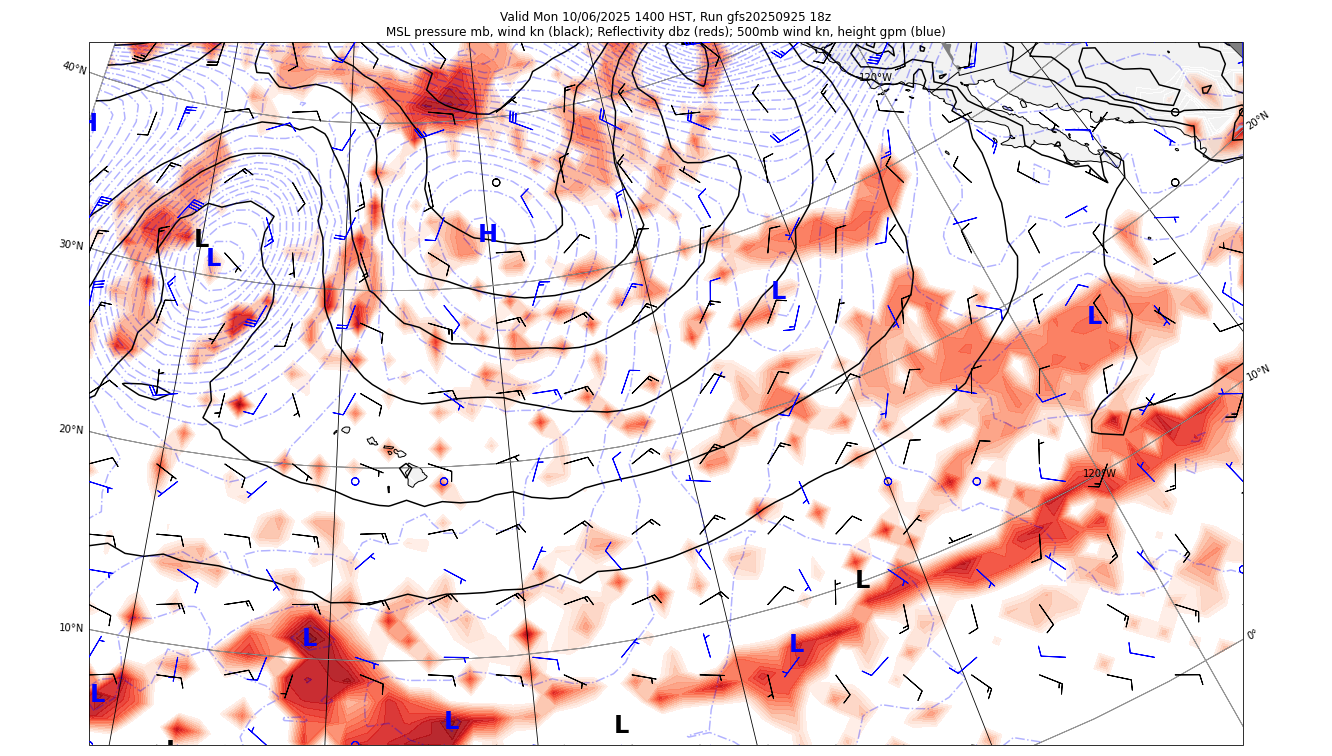 Valid Mon 10/06/2025 1400 HST, Run gfs20250925 18z
MSL pressure mb, wind kn (black); Reflectivity dbz (reds); 500mb wind kn, height gpm (blue)
40°N
120°W
20°N
H
L
30°N
H
L
L
L
10°N
20°N
120°W
L
10°N
L
L
0°
L
L
L